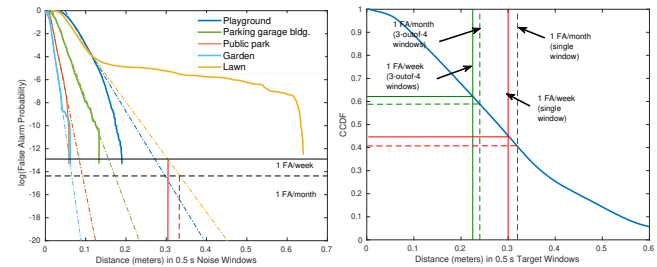 0
-2
-4
-6
-8
-10
-12
-14
-16
-18
-20
log(False Alarm Probability)
Playground
Parking garage bldg.
Public park
Garden
Lawn
1 FA/week
1 FA/month
0 0.1 0.2 0.3 0.4 0.5 0.6 0.7
Distance (meters) in 0.5 s Noise Windows
1
0.9
0.8
0.7
0.6
0.5
0.4
0.3
0.2
0.1
0
CCDF
1 FA/month
(3-outof-4
windows)
1 FA/week
(3-outof-4
windows)
1 FA/month
(single
window)
1 FA/week
(single
window)
0 0.1 0.2 0.3 0.4 0.5 0.6
Distance (meters) in 0.5 s Target Windows